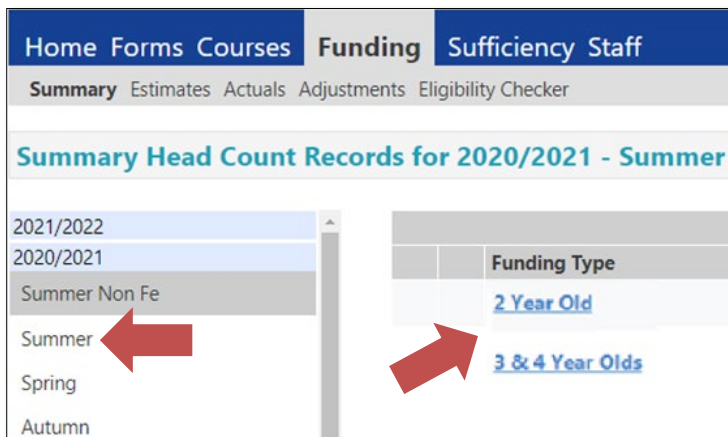 Home Forms Courses Funding Sufficiency Staff
Summary Estimates Actuals Adjustments Eligibility Checker
Summary Head Count Records for 2020/2021 - Summer
2021/2022
2020/2021
Summer Non Fe
Summer
Spring
Autumn
Funding Type
2 Year Old
3 & 4 Year Olds